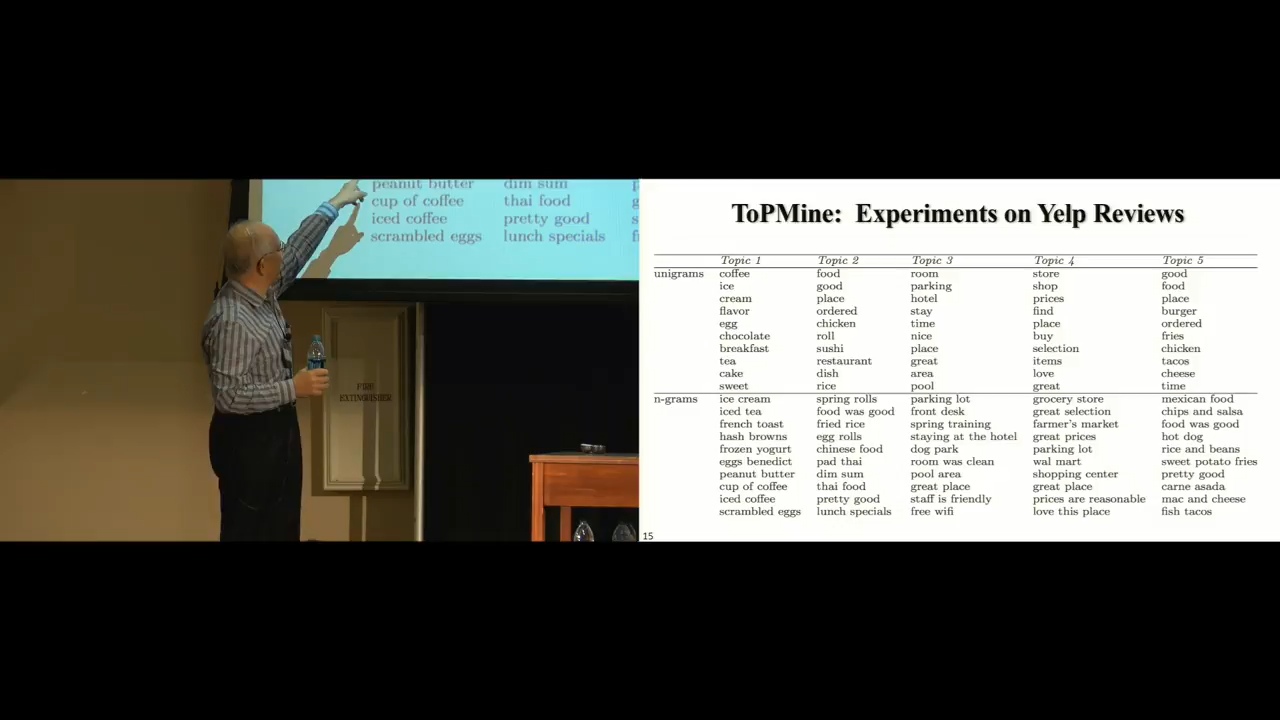 peanut butter dim sum
cup of coffee thai food
iced coffee pretty good
scrambled eggs lunch specials
FIRE
EXTINGUISHER
ToPMine: Experiments on Yelp Reviews
Topic 1 Topic 2 Topic 3 Topic 4 Topic 5
unigrams coffee food room store good
ice good parking shop food
cream place hotel prices place
flavor ordered stay find burger
egg chicken time place ordered
chocolate roll nice buy fries
breakfast sushi place selection chicken
tea restaurant great items tacos
cake dish area love cheese
sweet rice pool great time
n-grams ice cream spring rolls parking lot grocery store mexican food
iced tea food was good front desk great selection chips and salsa
french toast fried rice spring training farmer's market food was good
hash browns egg rolls staying at the hotel great prices hot dog
frozen yogurt chinese food dog park parking lot rice and beans
eggs benedict pad thai room was clean wal mart sweet potato fries
peanut butter dim sum pool area shopping center pretty good
cup of coffee thai food great place great place carne asada
iced coffee pretty good staff is friendly prices are reasonable mac and cheese
scrambled eggs lunch specials free wifi love this place fish tacos
15